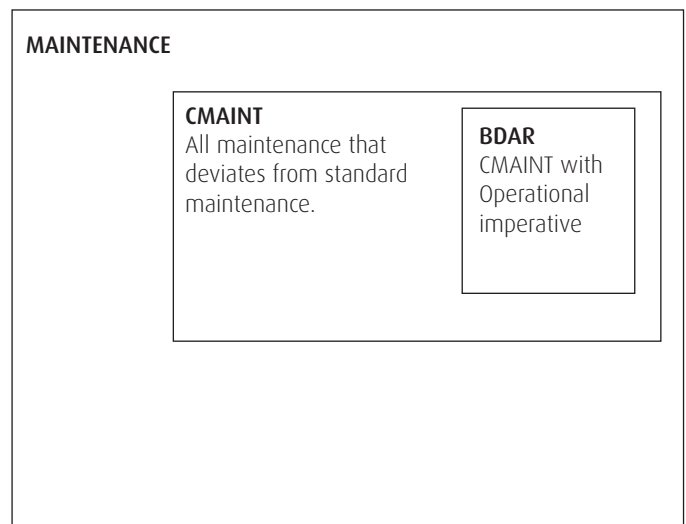 MAINTENANCE
CMAINT
All maintenance that
deviates from standard
maintenance.
BDAR
CMAINT with
Operational
imperative